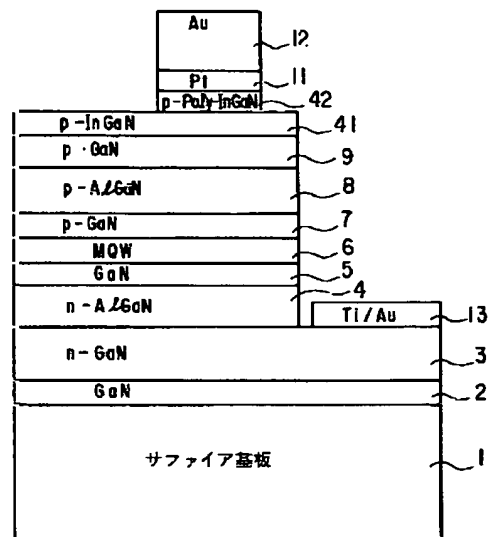 Au 12
Pt 11
p-Poly-InGaN 42
p-InGaN 41
p・GaN 9
p-AlGaN 8
p-GaN 7
MQW 6
GaN 5
n-AlGaN 4
Ti/Au 13
n-GaN 3
GaN 2
サファイア基板 1